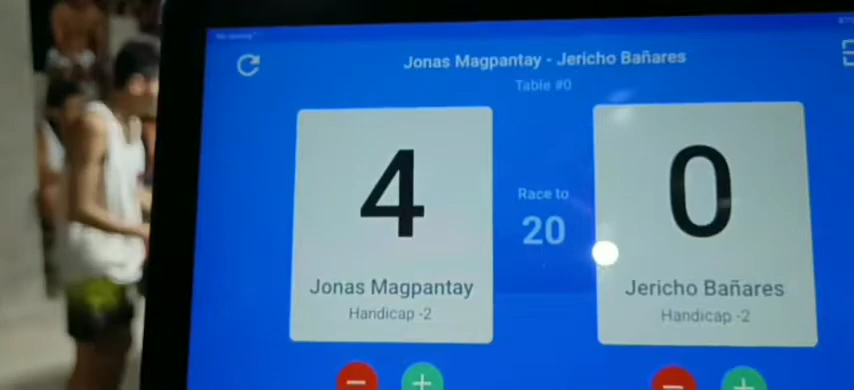 Jonas Magpantay - Jericho Bañares
Table #0
4
Race to
20
0
Jonas Magpantay
Handicap -2
Jericho Bañares
Handicap -2